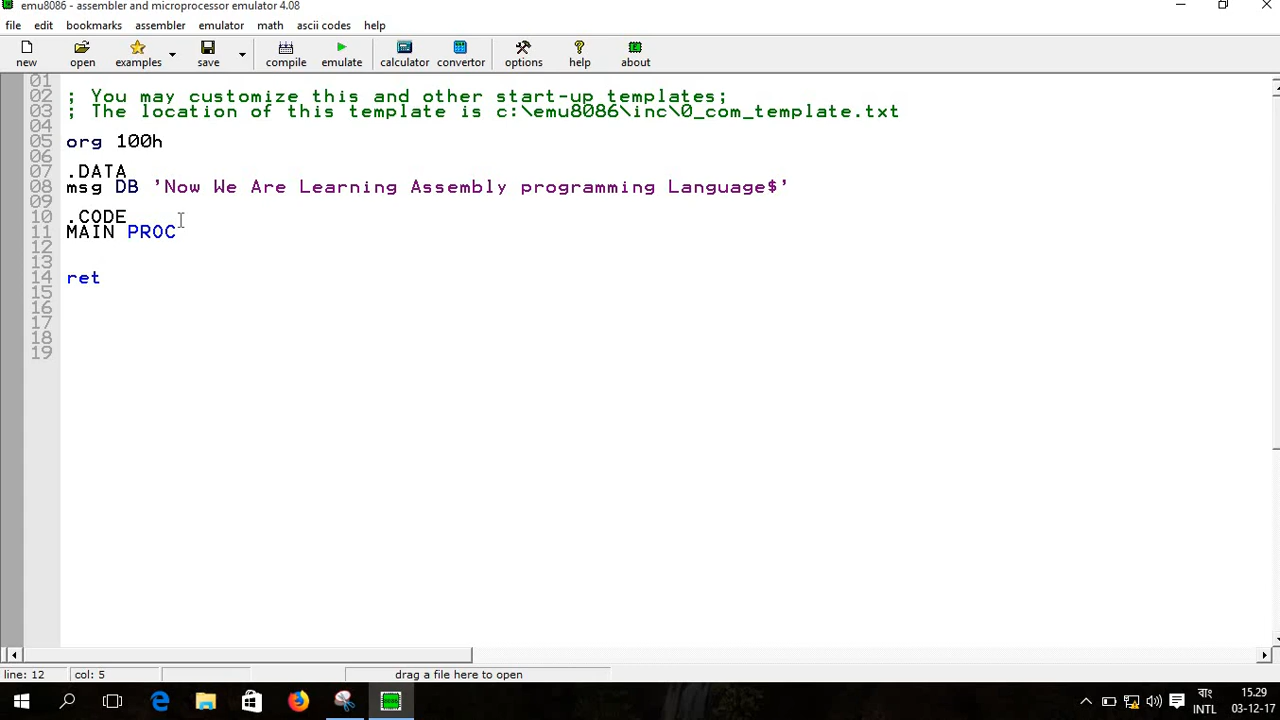 emu8086 - assembler and microprocessor emulator 4.08
file edit bookmarks assembler emulator math ascii codes help
new open examples save compile emulate calculator convertor options help about
01
02 ; You may customize this and other start-up templates;
03 ; The location of this template is c:\emu8086\inc\0_com_template.txt
04
05 org 100h
06
07 .DATA
08 msg DB 'Now We Are Learning Assembly programming Language$'
09
10 .CODE
11 MAIN PROC
12
13
14 ret
15
16
17
18
19
line: 12 col: 5 drag a file here to open
বাং 15.29
INTL 03-12-17